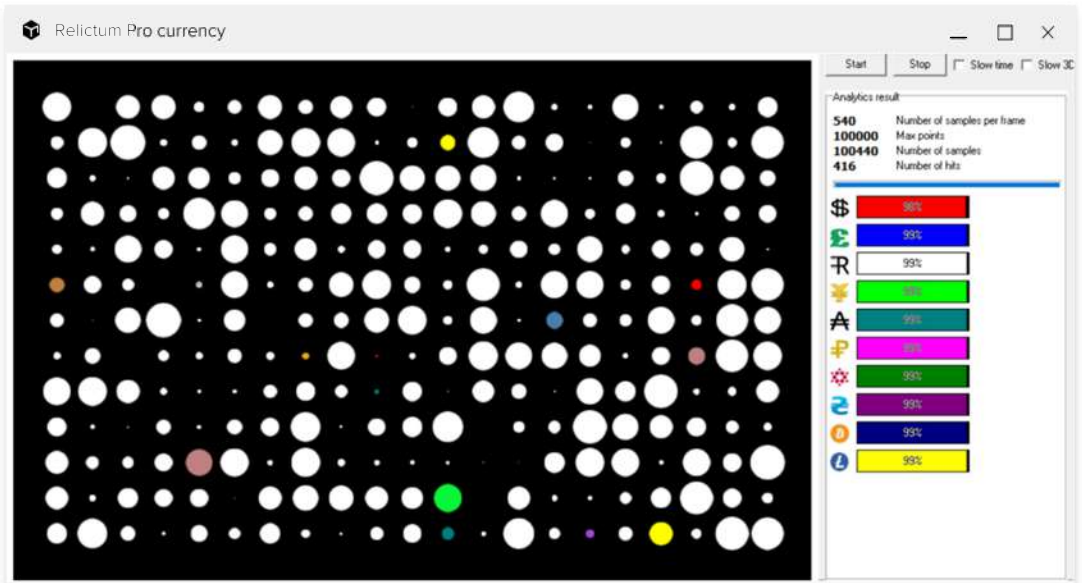 Relictum Pro currency
Start Stop Slow time Slow 3D
Analytics result
540 Number of samples per frame
100000 Max points
100440 Number of samples
416 Number of hits
98%
99%
99%
99%
99%
99%
99%
99%
99%